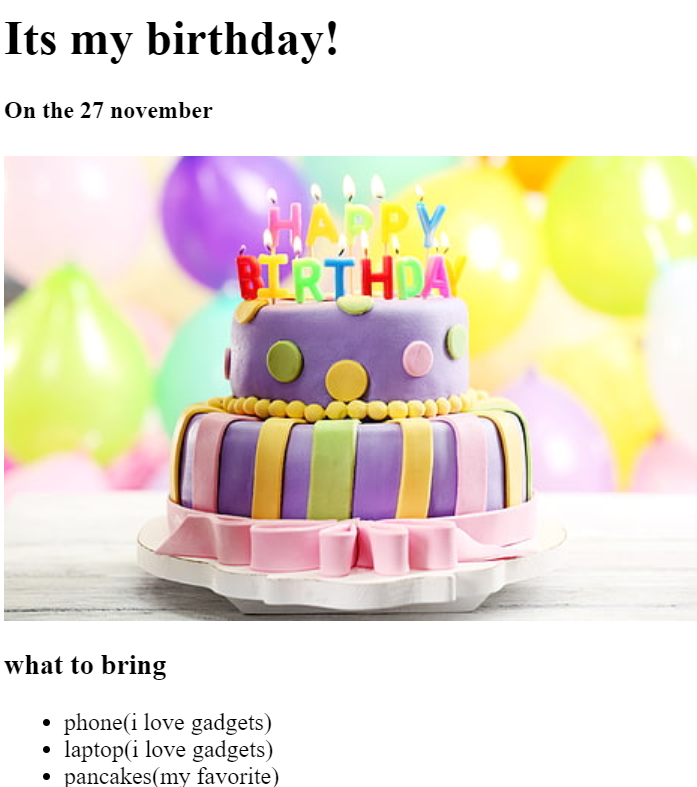 Its my birthday!
On the 27 november
HAPPY
BIRTHDAY
what to bring
phone(i love gadgets)
laptop(i love gadgets)
pancakes(my favorite)